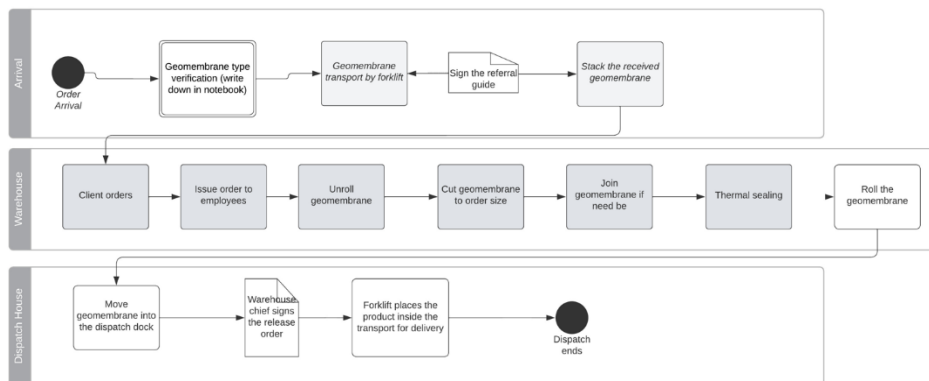 Arrival
Order
Arrival
Geomembrane type
verification (write
down in notebook)
Geomembrane
transport by forklift
Sign the referral
guide
Stack the received
geomembrane
Warehouse
Client orders
Issue order to
employees
Unroll
geomembrane
Cut geomembrane
to order size
Join
geomembrane if
need be
Thermal sealing
Roll the
geomembrane
Dispatch House
Move
geomembrane into
the dispatch dock
Warehouse
chief signs
the release
order
Forklift places the
product inside the
transport for delivery
Dispatch
ends